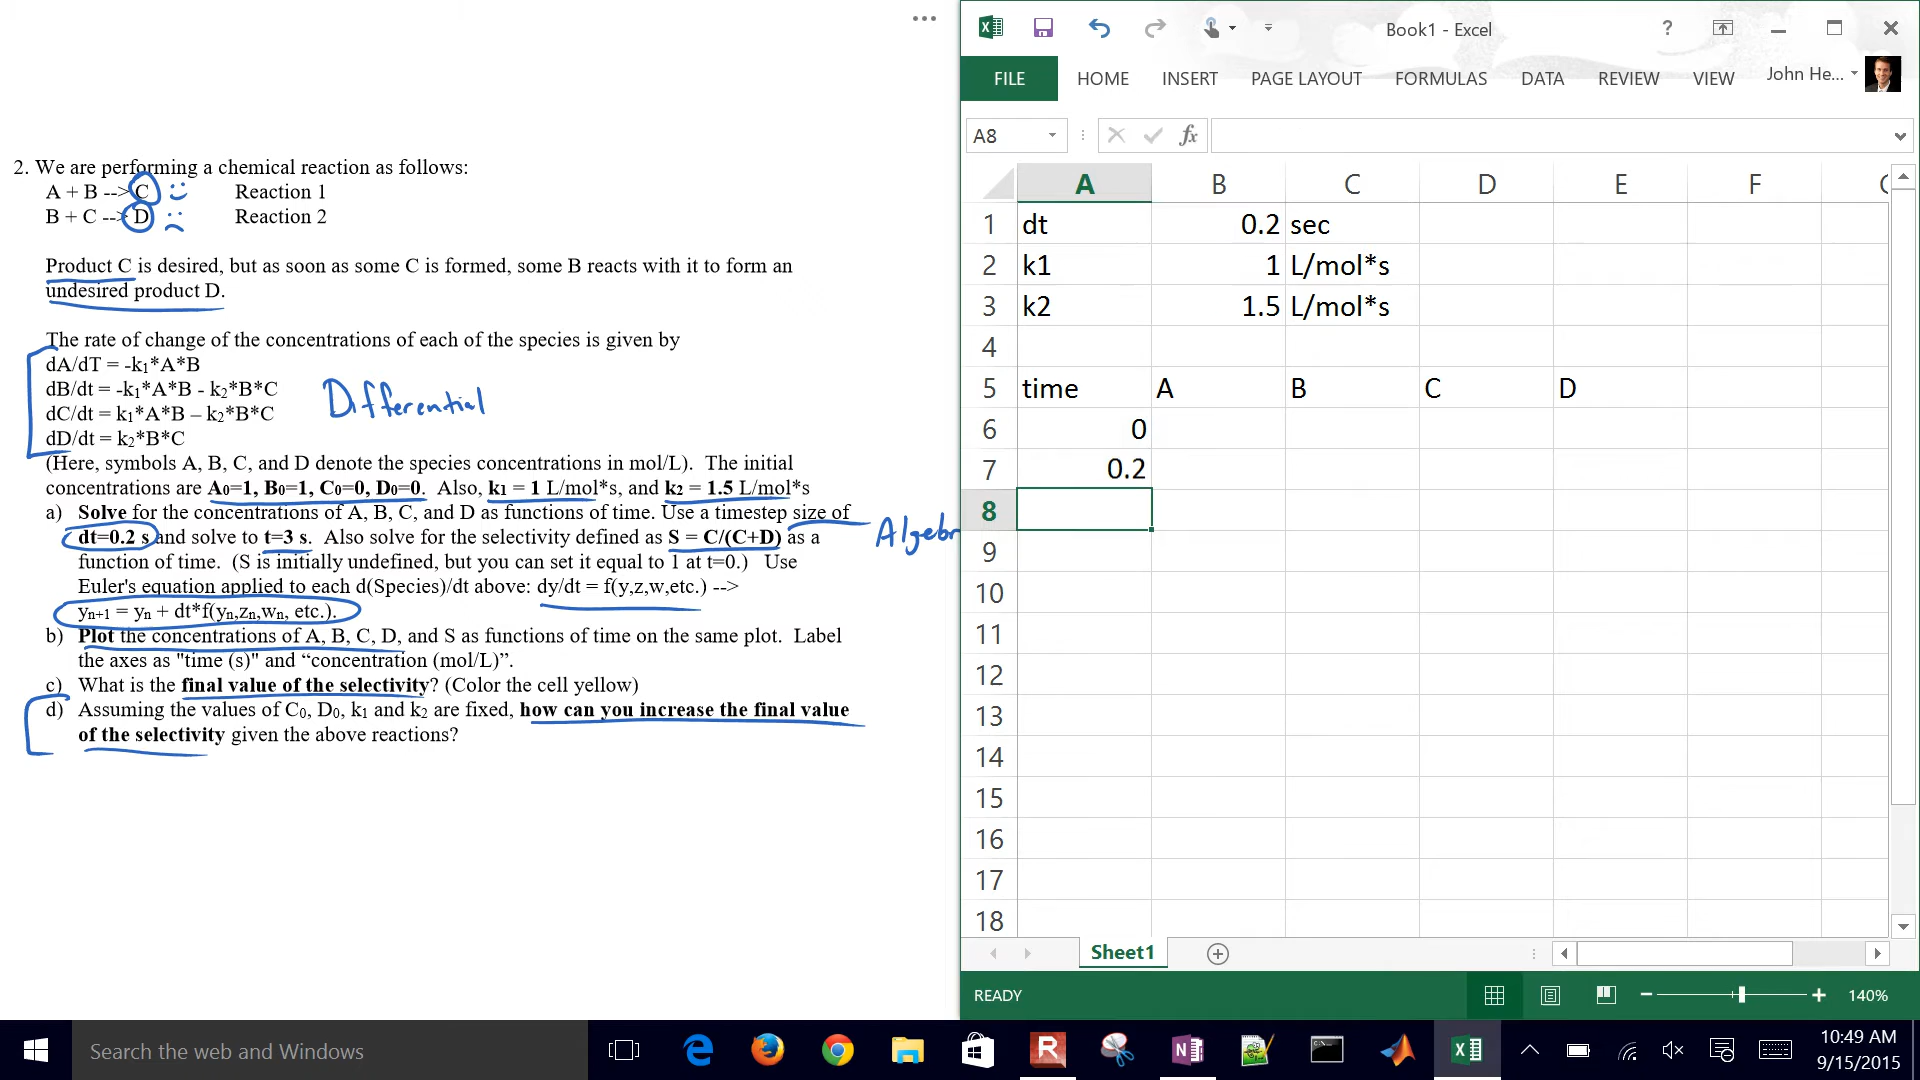 2. We are performing a chemical reaction as follows:
A + B --> C Reaction 1
B + C --> D Reaction 2
Product C is desired, but as soon as some C is formed, some B reacts with it to form an
undesired product D.
The rate of change of the concentrations of each of the species is given by
dA/dT = -k₁*A*B
dB/dt = -k₁*A*B - k₂*B*C
dC/dt = k₁*A*B – k₂*B*C
dD/dt = k₂*B*C
Differential
(Here, symbols A, B, C, and D denote the species concentrations in mol/L). The initial
concentrations are A₀=1, B₀=1, C₀=0, D₀=0. Also, k₁ = 1 L/mol*s, and k₂ = 1.5 L/mol*s
a) Solve for the concentrations of A, B, C, and D as functions of time. Use a timestep size of
dt=0.2 s and solve to t=3 s. Also solve for the selectivity defined as S = C/(C+D) as a
Algebr
function of time. (S is initially undefined, but you can set it equal to 1 at t=0.) Use
Euler's equation applied to each d(Species)/dt above: dy/dt = f(y,z,w,etc.) -->
yₙ₊₁ = yₙ + dt*f(yₙ,zₙ,wₙ, etc.).
b) Plot the concentrations of A, B, C, D, and S as functions of time on the same plot. Label
the axes as "time (s)" and “concentration (mol/L)”.
c) What is the final value of the selectivity? (Color the cell yellow)
d) Assuming the values of C₀, D₀, k₁ and k₂ are fixed, how can you increase the final value
of the selectivity given the above reactions?
Book1 - Excel
?
FILE HOME INSERT PAGE LAYOUT FORMULAS DATA REVIEW VIEW John He...
A8 fx
A B C D E F
1 dt 0.2 sec
2 k1 1 L/mol*s
3 k2 1.5 L/mol*s
4
5 time A B C D
6 0
7 0.2
8
9
10
11
12
13
14
15
16
17
18
Sheet1
READY 140%
Search the web and Windows
10:49 AM
9/15/2015